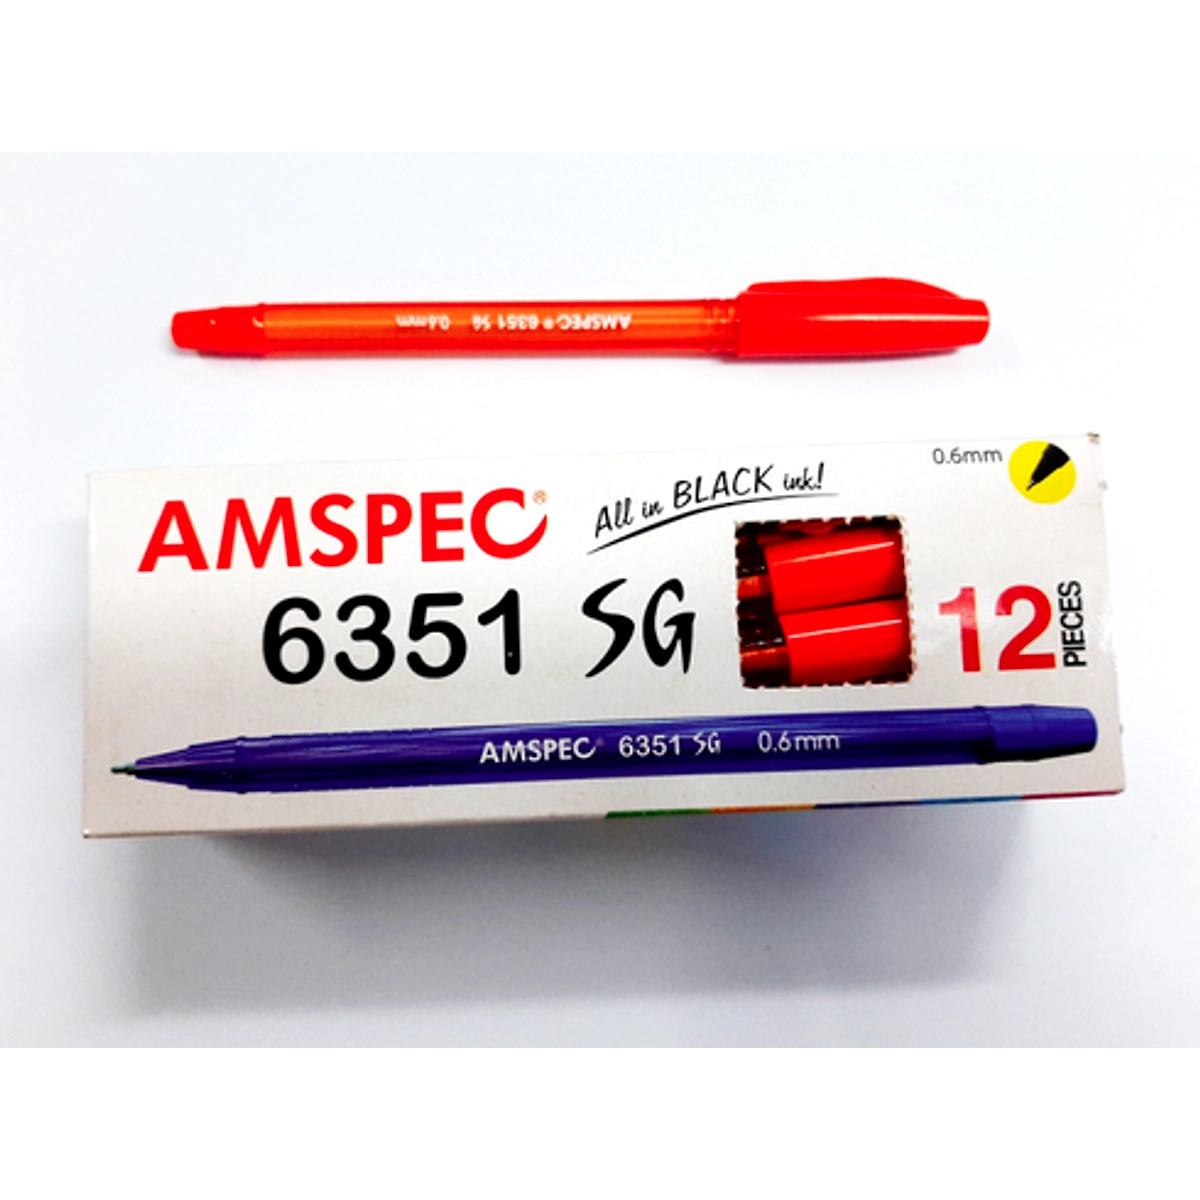 AMSPEC® 6351 SG 0.6mm
0.6mm
AMSPEC®
All in BLACK ink!
6351 SG
12 PIECES
AMSPEC® 6351 SG 0.6mm